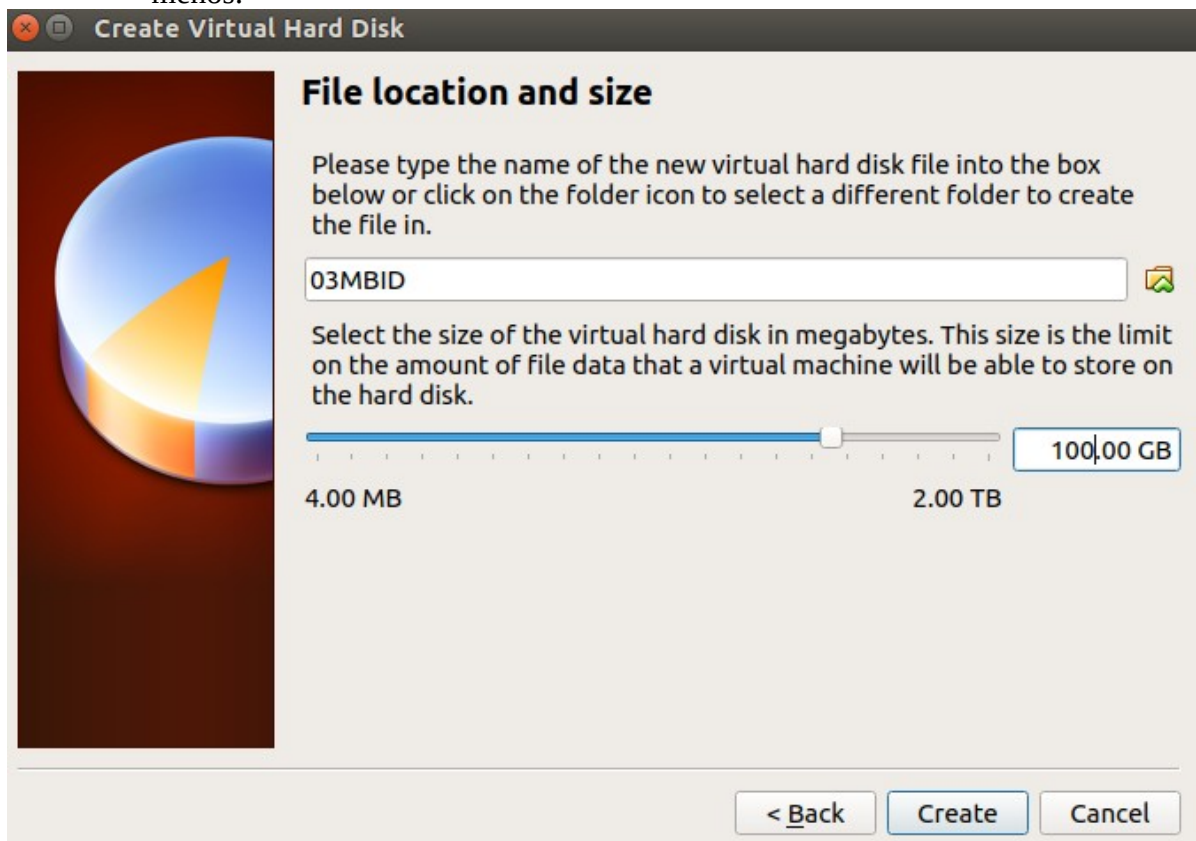 menos.
Create Virtual Hard Disk
File location and size
Please type the name of the new virtual hard disk file into the box
below or click on the folder icon to select a different folder to create
the file in.
03MBID
Select the size of the virtual hard disk in megabytes. This size is the limit
on the amount of file data that a virtual machine will be able to store on
the hard disk.
100.00 GB
4.00 MB 2.00 TB
< Back Create Cancel